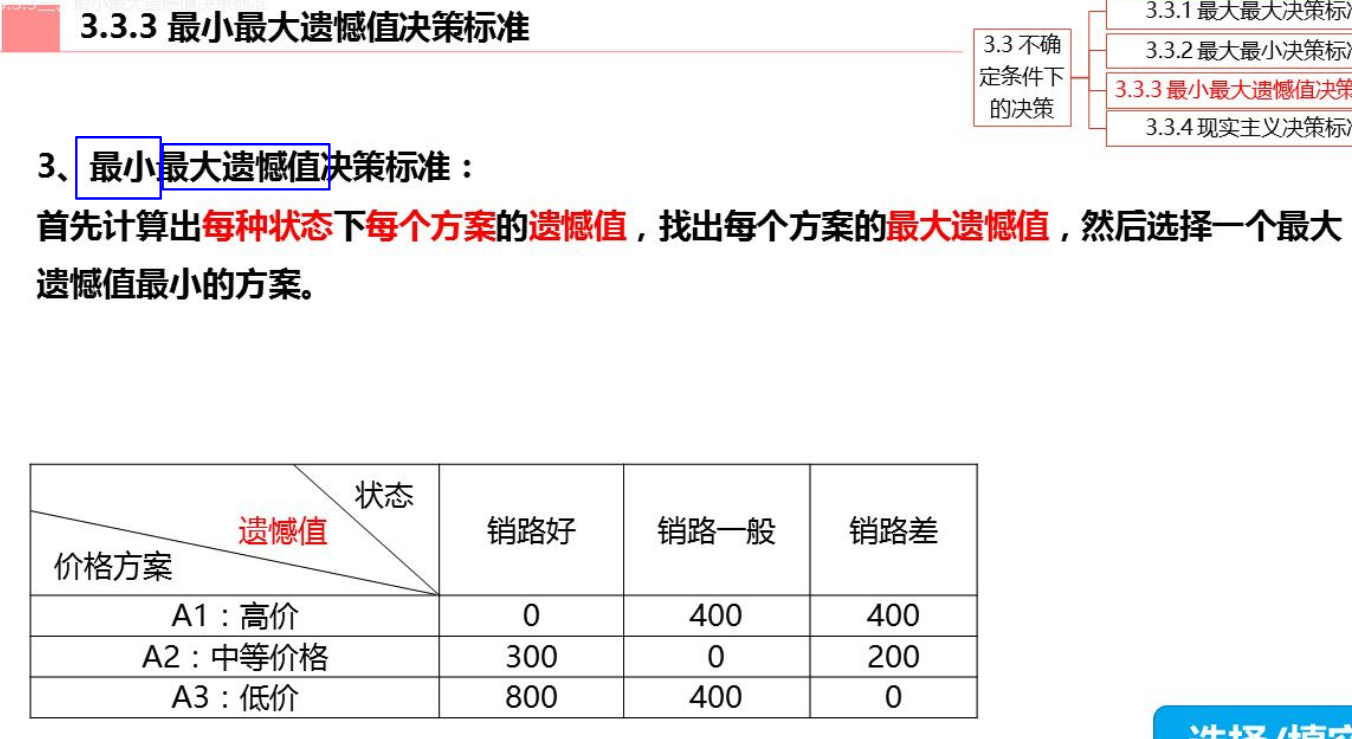 3.3.3 最小最大遗憾值决策标准
3.3 不确
定条件下
的决策
3.3.1 最大最大决策标
3.3.2 最大最小决策标
3.3.3 最小最大遗憾值决策
3.3.4 现实主义决策标
3、最小最大遗憾值决策标准：
首先计算出每种状态下每个方案的遗憾值，找出每个方案的最大遗憾值，然后选择一个最大
遗憾值最小的方案。
状态
遗憾值
价格方案
销路好 销路一般 销路差
A1：高价 0 400 400
A2：中等价格 300 0 200
A3：低价 800 400 0